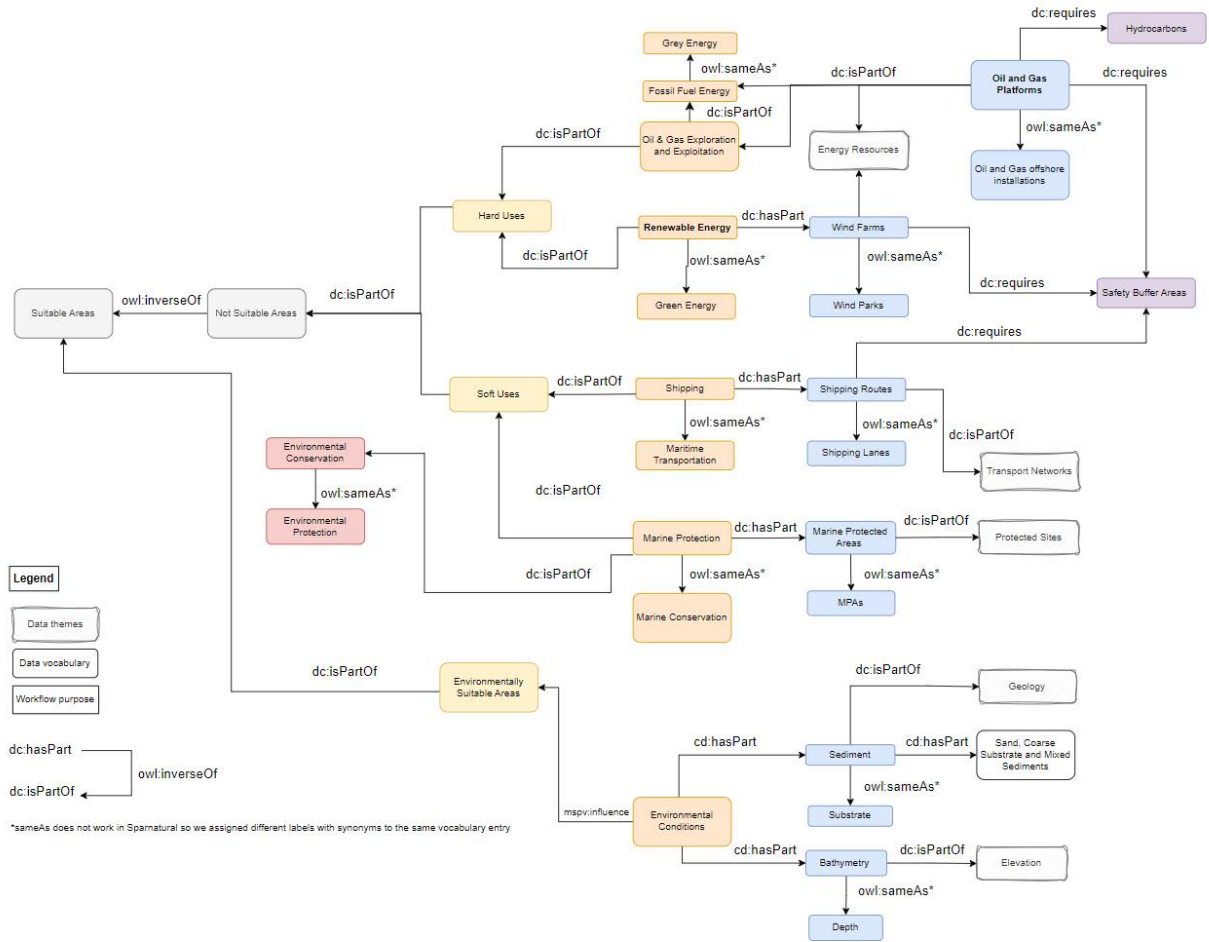 dc:requires
Hydrocarbons
Grey Energy
owl:sameAs*
dc:isPartOf
Oil and Gas
Platforms
dc:requires
Fossil Fuel Energy
dc:isPartOf
owl:sameAs*
dc:isPartOf
Oil & Gas Exploration
and Exploitation
Energy Resources
Oil and Gas offshore
installations
Hard Uses
Renewable Energy
dc:hasPart
Wind Farms
dc:isPartOf
owl:sameAs*
owl:sameAs*
dc:requires
Suitable Areas
owl:inverseOf
Not Suitable Areas
dc:isPartOf
Green Energy
Wind Parks
Safety Buffer Areas
dc:requires
Soft Uses
dc:isPartOf
Shipping
dc:hasPart
Shipping Routes
owl:sameAs*
owl:sameAs*
dc:isPartOf
Environmental
Conservation
Maritime
Transportation
Shipping Lanes
Transport Networks
owl:sameAs*
dc:isPartOf
Environmental
Protection
Marine Protection
dc:hasPart
Marine Protected
Areas
dc:isPartOf
Protected Sites
dc:isPartOf
owl:sameAs*
owl:sameAs*
Legend
MPAs
Marine Conservation
Data themes
Data vocabulary
Workflow purpose
dc:isPartOf
Environmentally
Suitable Areas
dc:isPartOf
Geology
cd:hasPart
Sediment
cd:hasPart
Sand, Coarse
Substrate and Mixed
Sediments
dc:hasPart
owl:inverseOf
dc:isPartOf
owl:sameAs*
mspv:influence
Environmental
Conditions
Substrate
*sameAs does not work in Sparnatural so we assigned different labels with synonyms to the same vocabulary entry
cd:hasPart
Bathymetry
dc:isPartOf
Elevation
owl:sameAs*
Depth